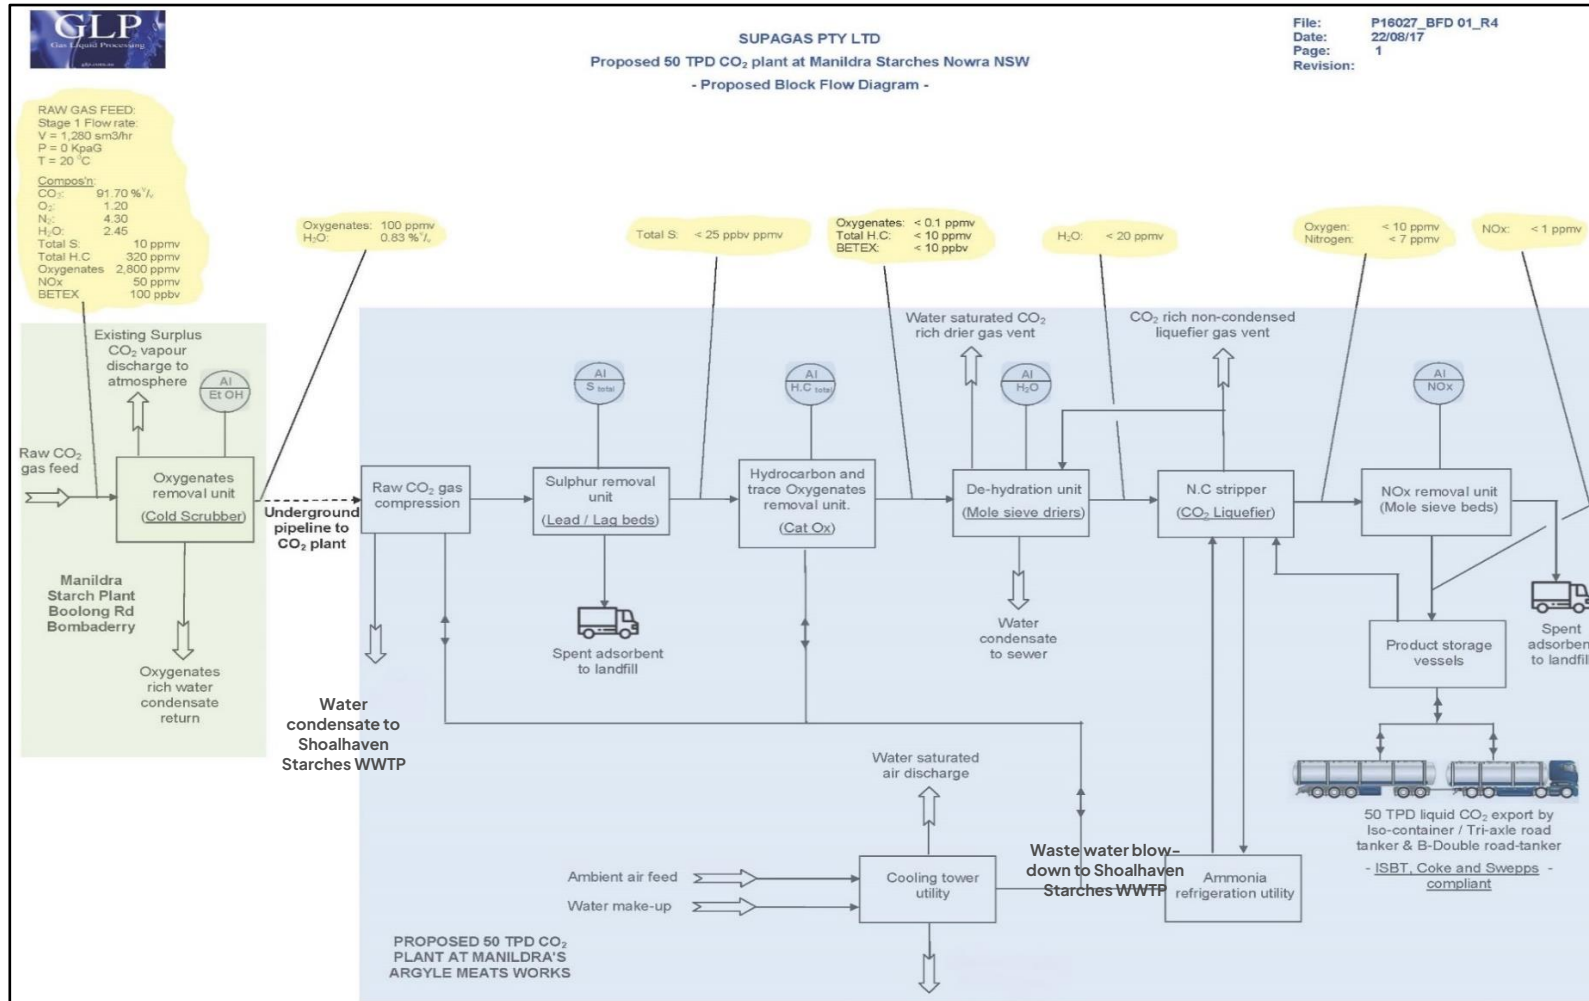 GLP
Gas Liquid Processing
glp.com.au
SUPAGAS PTY LTD
Proposed 50 TPD CO₂ plant at Manildra Starches Nowra NSW
- Proposed Block Flow Diagram -
File: P16027_BFD 01_R4
Date: 22/08/17
Page: 1
Revision:
RAW GAS FEED:
Stage 1 Flow rate:
V = 1,280 sm3/hr
P = 0 KpaG
T = 20 °C
Compos'n:
CO₂: 91.70 %ᵛ/ᵥ
O₂: 1.20
N₂: 4.30
H₂O: 2.45
Total S: 10 ppmv
Total H.C 320 ppmv
Oxygenates 2,800 ppmv
NOx 50 ppmv
BETEX 100 ppbv
Oxygenates: 100 ppmv
H₂O: 0.83 %ᵛ/ᵥ
Total S: < 25 ppbv ppmv
Oxygenates: < 0.1 ppmv
Total H.C: < 10 ppmv
BETEX: < 10 ppbv
H₂O: < 20 ppmv
Oxygen: < 10 ppmv
Nitrogen: < 7 ppmv
NOx: < 1 ppmv
Existing Surplus
CO₂ vapour
discharge to
atmosphere
AI
Et OH
AI
S total
AI
H.C total
Water saturated CO₂
rich drier gas vent
AI
H₂O
CO₂ rich non-condensed
liquefier gas vent
AI
NOx
Raw CO₂
gas feed
Oxygenates
removal unit
(Cold Scrubber)
Underground
pipeline to
CO₂ plant
Raw CO₂ gas
compression
Sulphur removal
unit
(Lead / Lag beds)
Hydrocarbon and
trace Oxygenates
removal unit.
(Cat Ox)
De-hydration unit
(Mole sieve driers)
N.C stripper
(CO₂ Liquefier)
NOx removal unit
(Mole sieve beds)
Manildra
Starch Plant
Boolong Rd
Bombaderry
Oxygenates
rich water
condensate
return
Water
condensate to
Shoalhaven
Starches WWTP
Spent adsorbent
to landfill
Water
condensate
to sewer
Product storage
vessels
Spent
adsorbent
to landfill
Water saturated
air discharge
50 TPD liquid CO₂ export by
Iso-container / Tri-axle road
tanker & B-Double road-tanker
- ISBT, Coke and Swepps -
compliant
Ambient air feed
Water make-up
Cooling tower
utility
Waste water blow-
down to Shoalhaven
Starches WWTP
Ammonia
refrigeration utility
PROPOSED 50 TPD CO₂
PLANT AT MANILDRA'S
ARGYLE MEATS WORKS